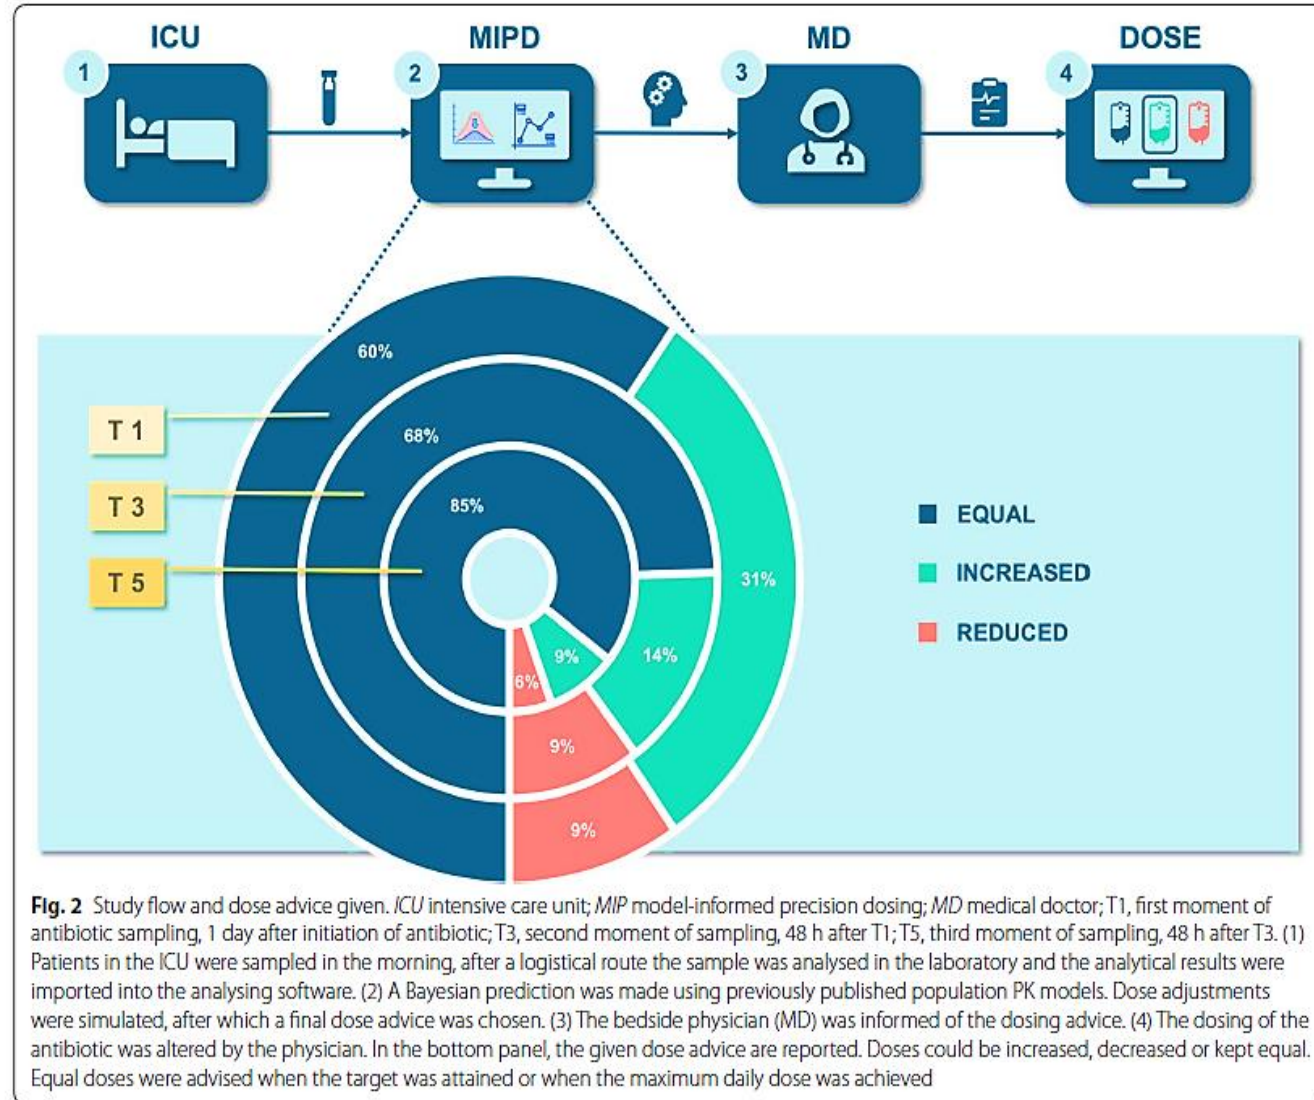 ICU MIPD MD DOSE
1 2 3 4
60%
T 1
68%
T 3
85%
T 5
EQUAL
31%
INCREASED
REDUCED
9%
14%
6%
9%
9%
Fig. 2 Study flow and dose advice given. ICU intensive care unit; MIP model-informed precision dosing; MD medical doctor; T1, first moment of
antibiotic sampling, 1 day after initiation of antibiotic; T3, second moment of sampling, 48 h after T1; T5, third moment of sampling, 48 h after T3. (1)
Patients in the ICU were sampled in the morning, after a logistical route the sample was analysed in the laboratory and the analytical results were
imported into the analysing software. (2) A Bayesian prediction was made using previously published population PK models. Dose adjustments
were simulated, after which a final dose advice was chosen. (3) The bedside physician (MD) was informed of the dosing advice. (4) The dosing of the
antibiotic was altered by the physician. In the bottom panel, the given dose advice are reported. Doses could be increased, decreased or kept equal.
Equal doses were advised when the target was attained or when the maximum daily dose was achieved